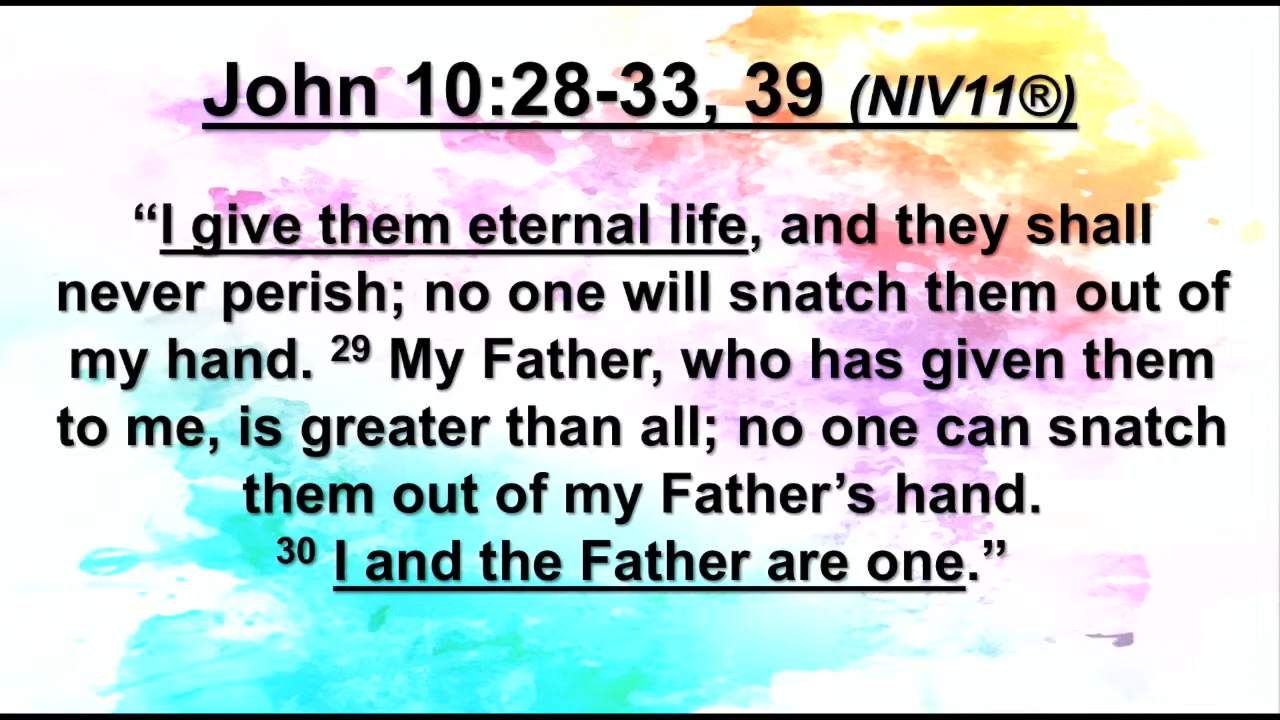 John 10:28-33, 39 (NIV11®)
“I give them eternal life, and they shall
never perish; no one will snatch them out of
my hand. ²⁹ My Father, who has given them
to me, is greater than all; no one can snatch
them out of my Father’s hand.
³⁰ I and the Father are one.”